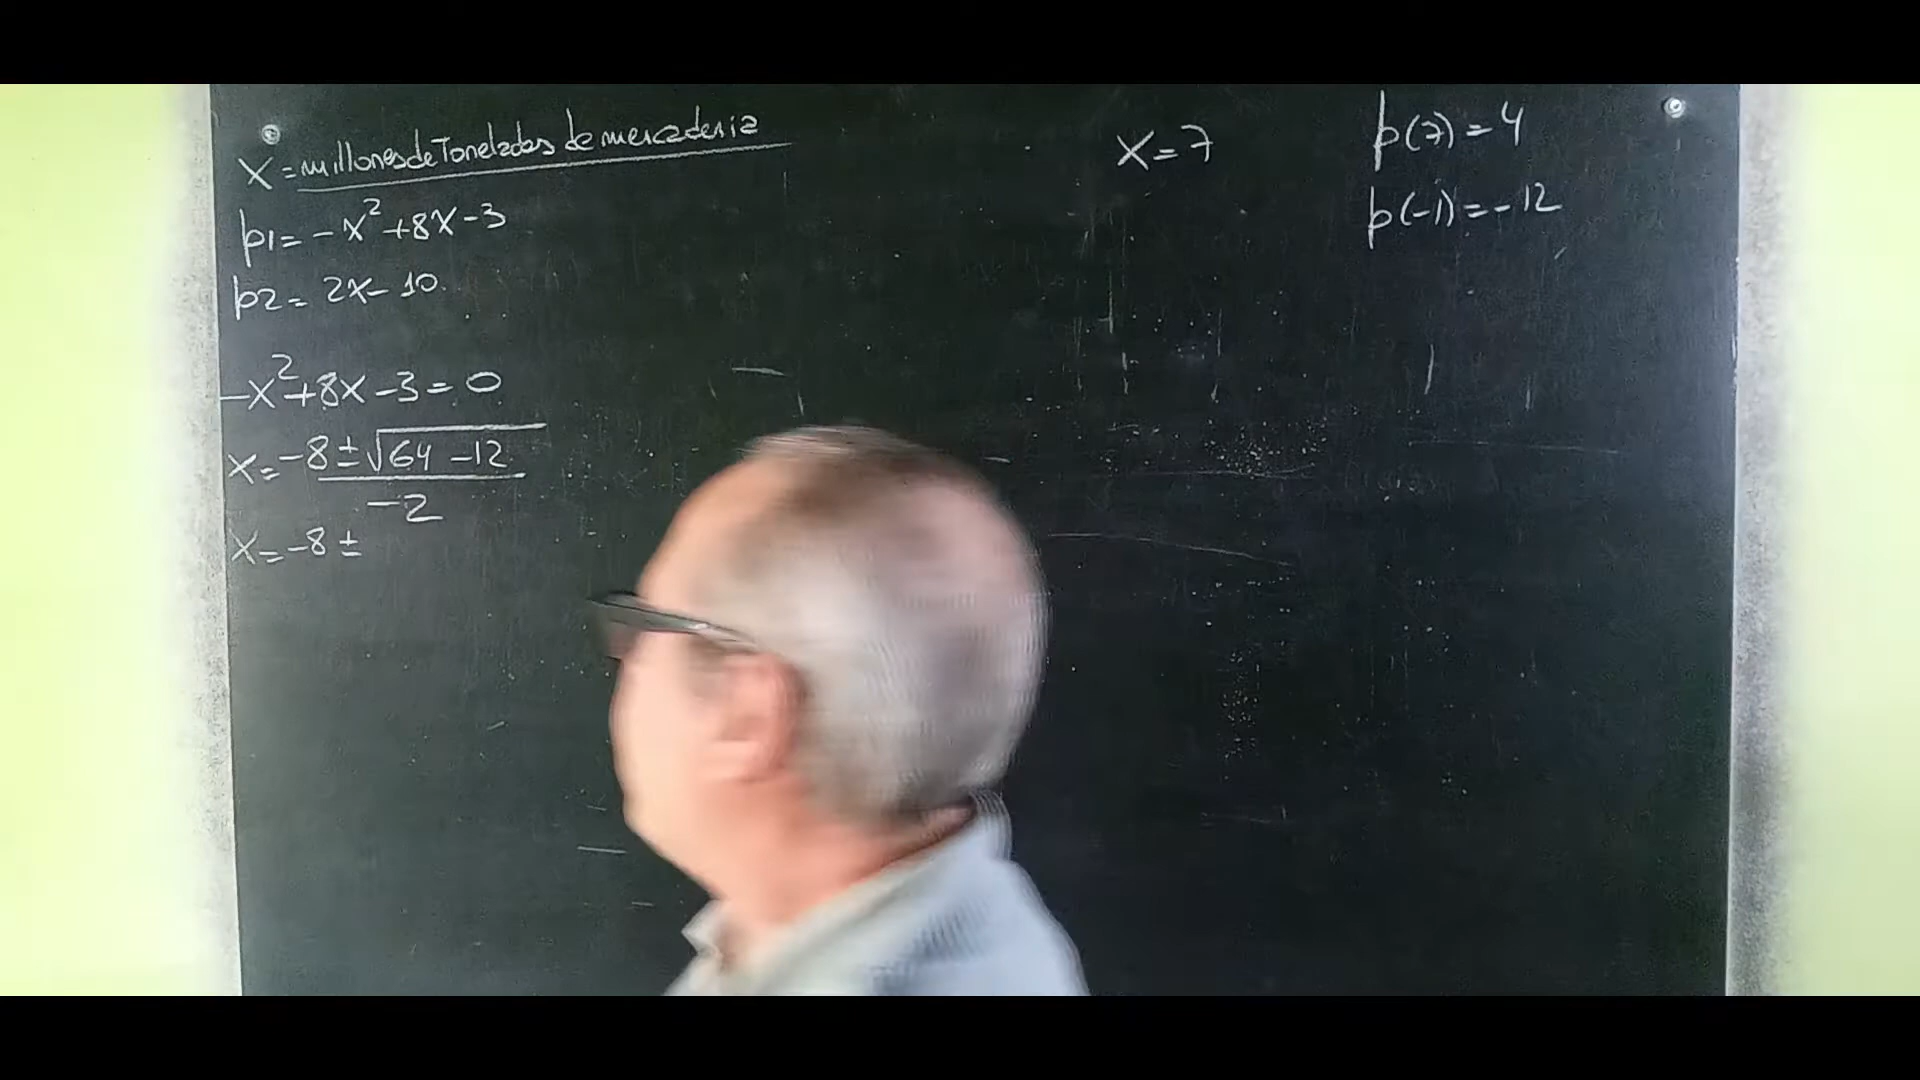 X = millones de Toneladas de mercaderia
p1 = -x² + 8x - 3
p2 = 2x - 10
-x² + 8x - 3 = 0
x = -8 ± √64 - 12
-2
x = -8 ±
x = 7
p(7) = 4
p(-1) = -12